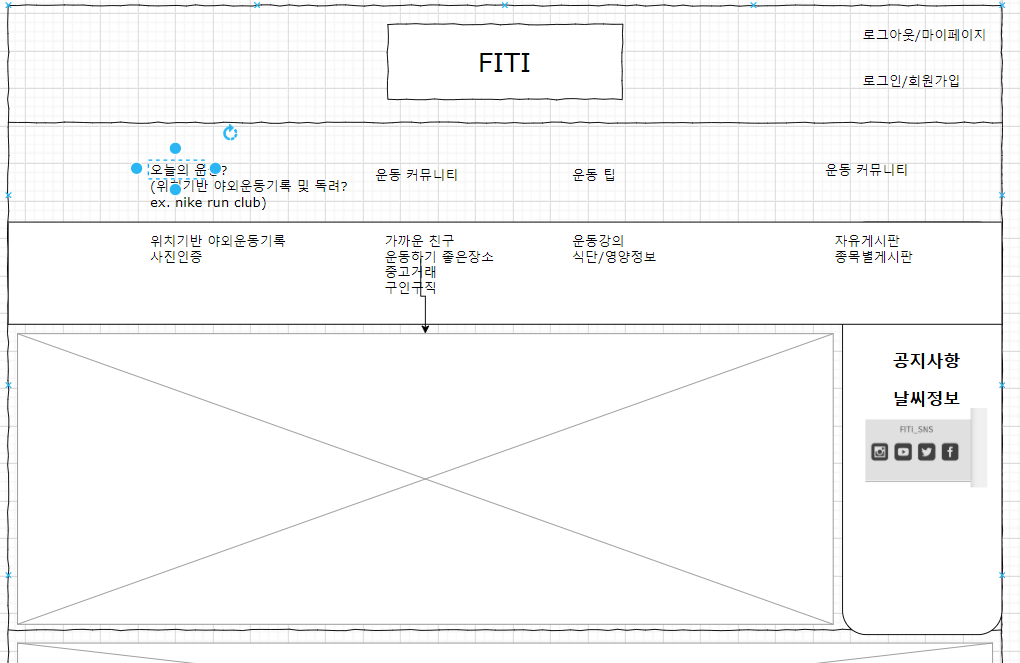 FITI
로그아웃/마이페이지
로그인/회원가입
오늘의 운동?
(위치기반 야외운동기록 및 독려?
ex. nike run club)
운동 커뮤니티
운동 팁
운동 커뮤니티
위치기반 야외운동기록
사진인증
가까운 친구
운동하기 좋은장소
중고거래
구인구직
운동강의
식단/영양정보
자유게시판
종목별게시판
공지사항
날씨정보
FITI_SNS